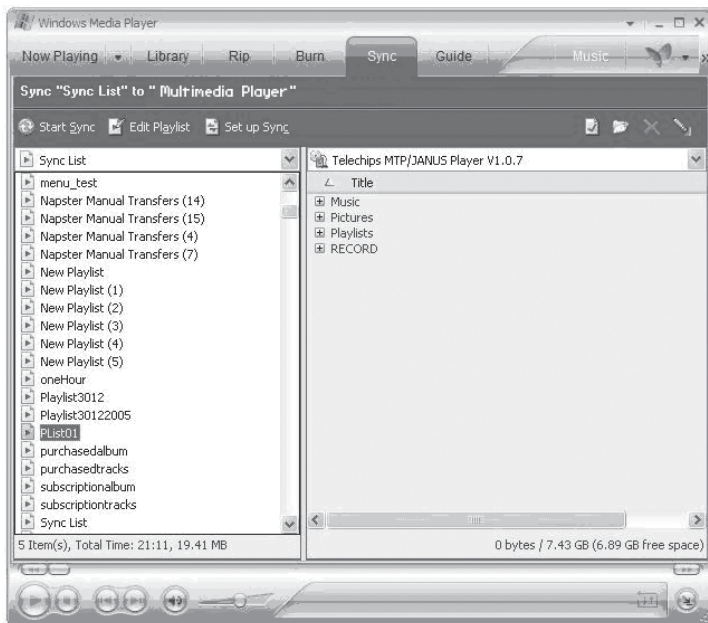 Windows Media Player
Now Playing Library Rip Burn Sync Guide Music
Sync "Sync List" to " Multimedia Player"
Start Sync Edit Playlist Set up Sync
Sync List
Telechips MTP/JANUS Player V1.0.7
menu_test
Napster Manual Transfers (14)
Napster Manual Transfers (15)
Napster Manual Transfers (4)
Napster Manual Transfers (7)
New Playlist
New Playlist (1)
New Playlist (2)
New Playlist (3)
New Playlist (4)
New Playlist (5)
oneHour
Playlist3012
Playlist30122005
PList01
purchasedalbum
purchasedtracks
subscriptionalbum
subscriptiontracks
Sync List
5 Item(s), Total Time: 21:11, 19.41 MB
Title
Music
Pictures
Playlists
RECORD
0 bytes / 7.43 GB (6.89 GB free space)